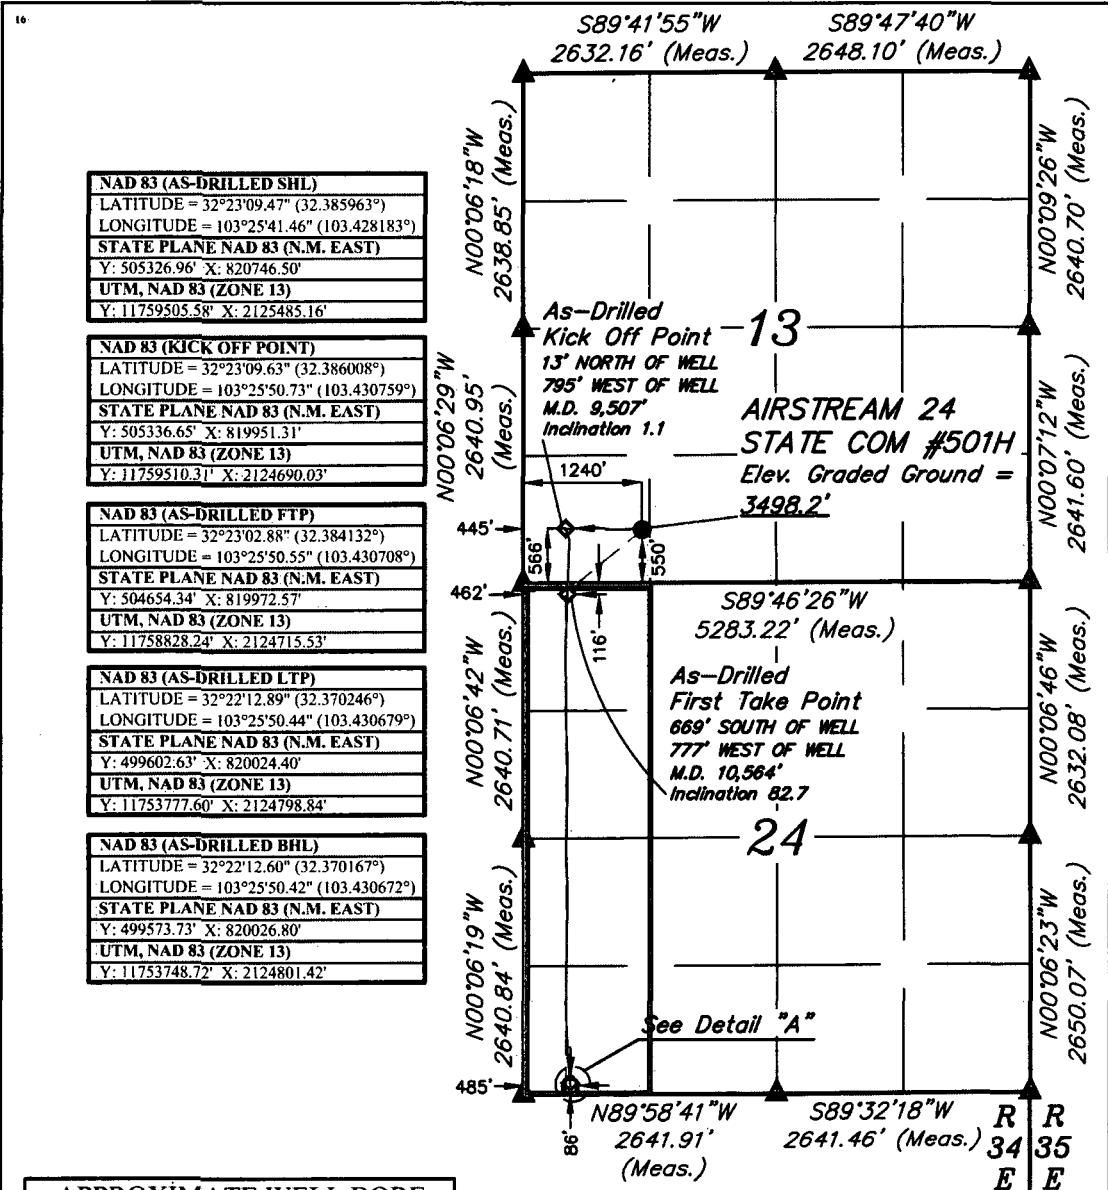 16
S89°41'55"W
2632.16' (Meas.)
S89°47'40"W
2648.10' (Meas.)
N00°06'18"W
2638.85' (Meas.)
N00°09'26"W
2640.70' (Meas.)
NAD 83 (AS-DRILLED SHL)
LATITUDE = 32°23'09.47" (32.385963°)
LONGITUDE = 103°25'41.46" (103.428183°)
STATE PLANE NAD 83 (N.M. EAST)
Y: 505326.96' X: 820746.50'
UTM, NAD 83 (ZONE 13)
Y: 11759505.58' X: 2125485.16'
NAD 83 (KICK OFF POINT)
LATITUDE = 32°23'09.63" (32.386008°)
LONGITUDE = 103°25'50.73" (103.430759°)
STATE PLANE NAD 83 (N.M. EAST)
Y: 505336.65' X: 819951.31'
UTM, NAD 83 (ZONE 13)
Y: 11759510.31' X: 2124690.03'
NAD 83 (AS-DRILLED FTP)
LATITUDE = 32°23'02.88" (32.384132°)
LONGITUDE = 103°25'50.55" (103.430708°)
STATE PLANE NAD 83 (N.M. EAST)
Y: 504654.34' X: 819972.57'
UTM, NAD 83 (ZONE 13)
Y: 11758828.24' X: 2124715.53'
NAD 83 (AS-DRILLED LTP)
LATITUDE = 32°22'12.89" (32.370246°)
LONGITUDE = 103°25'50.44" (103.430679°)
STATE PLANE NAD 83 (N.M. EAST)
Y: 499602.63' X: 820024.40'
UTM, NAD 83 (ZONE 13)
Y: 11753777.60' X: 2124798.84'
NAD 83 (AS-DRILLED BHL)
LATITUDE = 32°22'12.60" (32.370167°)
LONGITUDE = 103°25'50.42" (103.430672°)
STATE PLANE NAD 83 (N.M. EAST)
Y: 499573.73' X: 820026.80'
UTM, NAD 83 (ZONE 13)
Y: 11753748.72' X: 2124801.42'
As-Drilled
Kick Off Point
13' NORTH OF WELL
795' WEST OF WELL
M.D. 9,507'
Inclination 1.1
13
N00°06'29"W
2640.95'
(Meas.)
N00°07'12"W
2641.60' (Meas.)
AIRSTREAM 24
STATE COM #501H
Elev. Graded Ground =
3498.2'
1240'
445'
566'
550'
462'
116'
S89°46'26"W
5283.22' (Meas.)
As-Drilled
First Take Point
669' SOUTH OF WELL
777' WEST OF WELL
M.D. 10,564'
Inclination 82.7
N00°06'42"W
2640.71' (Meas.)
N00°06'46"W
2632.08' (Meas.)
24
N00°06'19"W
2640.84' (Meas.)
N00°06'23"W
2650.07' (Meas.)
See Detail "A"
485'
86'
N89°58'41"W
2641.91'
(Meas.)
S89°32'18"W
2641.46' (Meas.)
R R
34 35
E E
APPROXIMATE WELL BORE